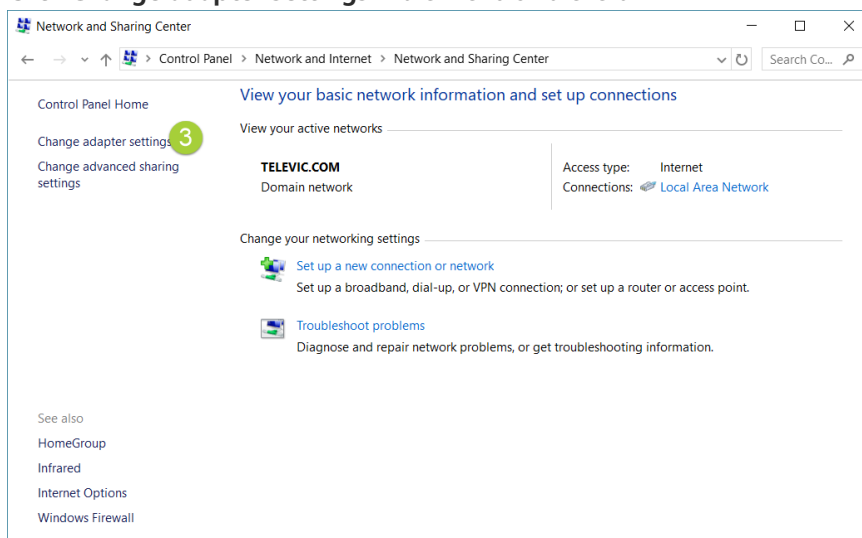 Network and Sharing Center
Control Panel > Network and Internet > Network and Sharing Center
Search Co...
Control Panel Home
View your basic network information and set up connections
Change adapter settings
3
View your active networks
Change advanced sharing
settings
TELEVIC.COM
Domain network
Access type: Internet
Connections: Local Area Network
Change your networking settings
Set up a new connection or network
Set up a broadband, dial-up, or VPN connection; or set up a router or access point.
Troubleshoot problems
Diagnose and repair network problems, or get troubleshooting information.
See also
HomeGroup
Infrared
Internet Options
Windows Firewall